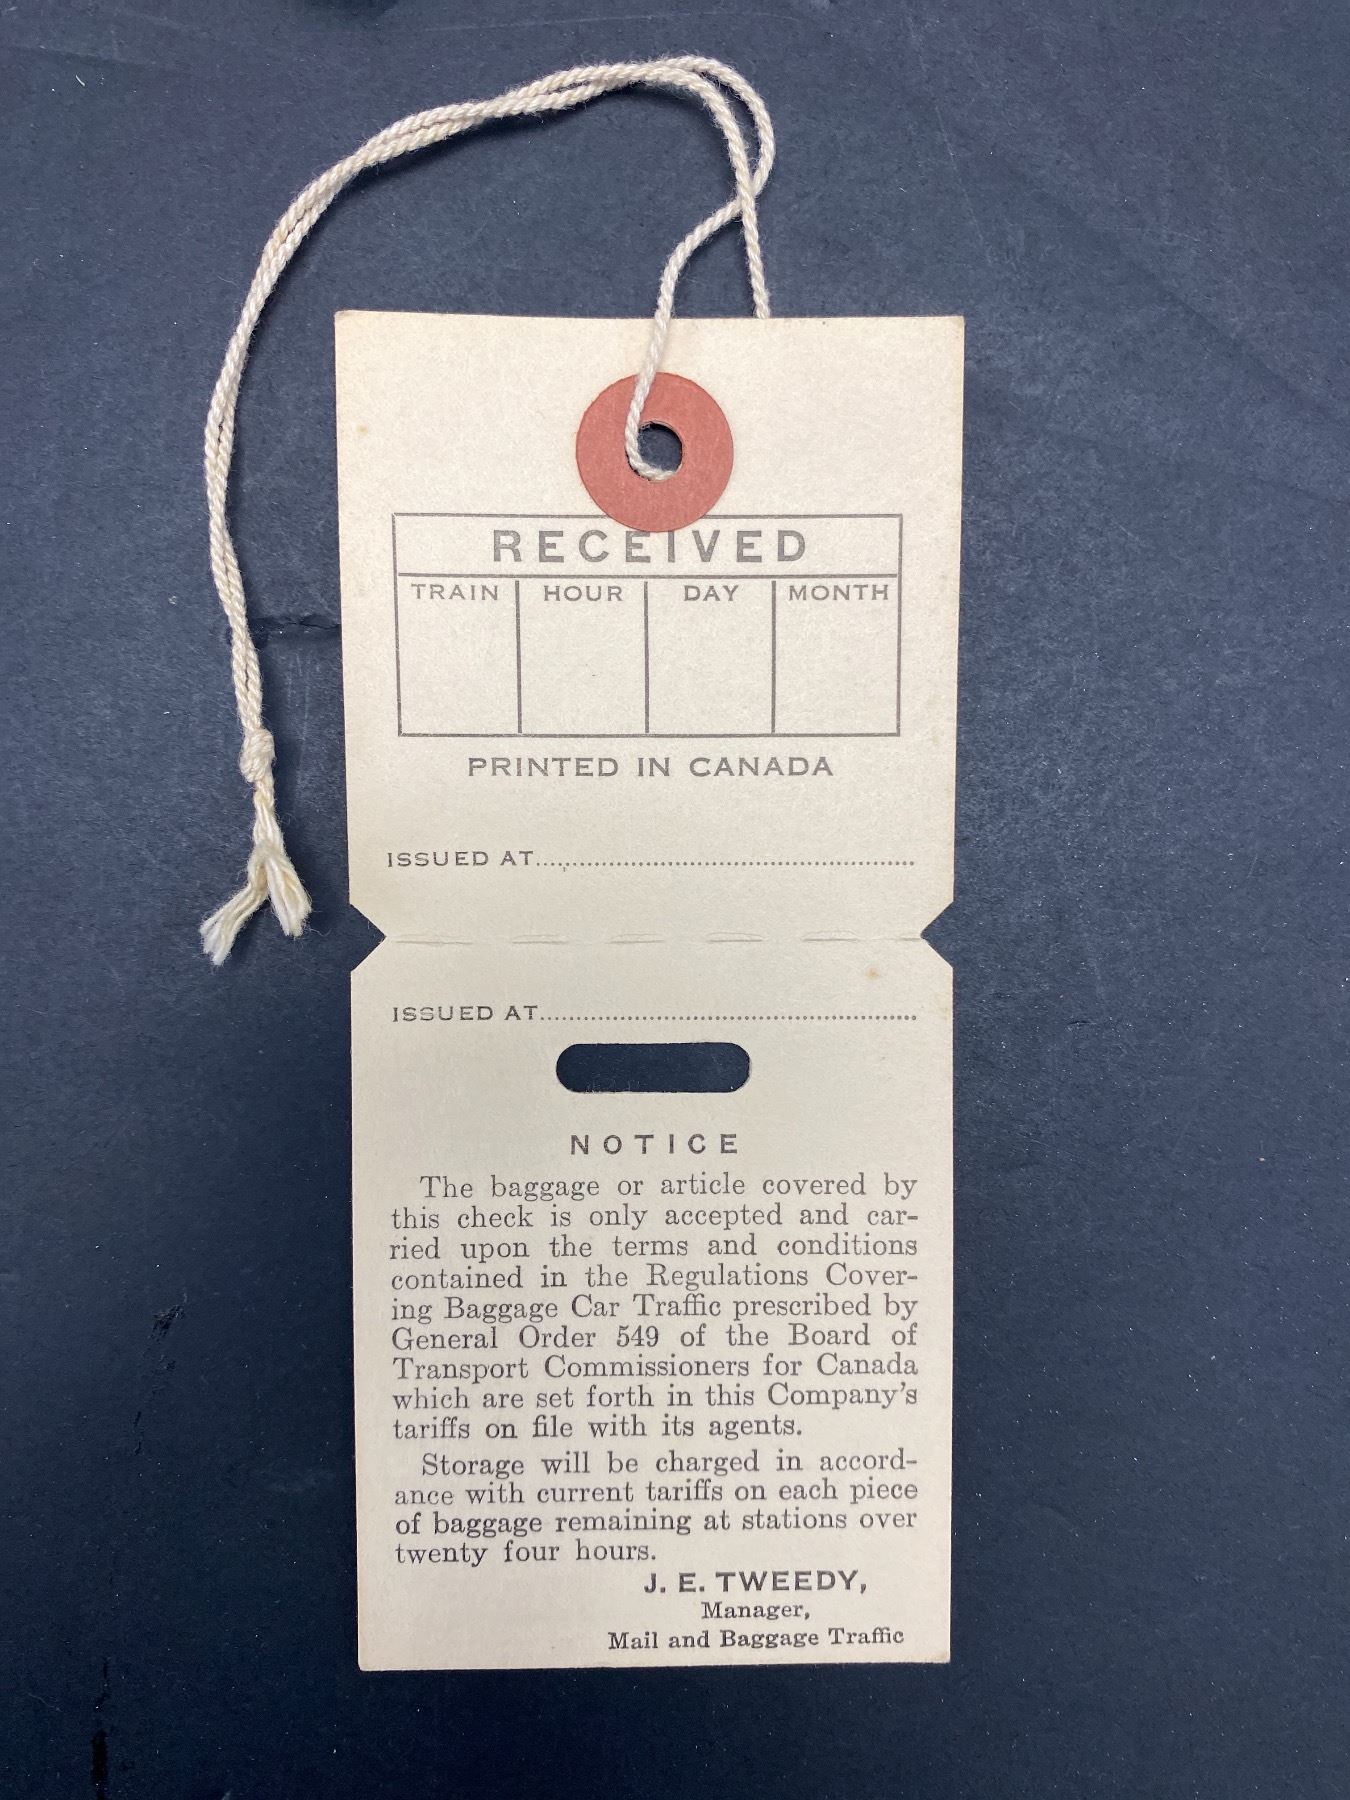 RECEIVED
TRAIN HOUR DAY MONTH
PRINTED IN CANADA
ISSUED AT
ISSUED AT
NOTICE
The baggage or article covered by
this check is only accepted and car-
ried upon the terms and conditions
contained in the Regulations Cover-
ing Baggage Car Traffic prescribed by
General Order 549 of the Board of
Transport Commissioners for Canada
which are set forth in this Company's
tariffs on file with its agents.
Storage will be charged in accord-
ance with current tariffs on each piece
of baggage remaining at stations over
twenty four hours.
J. E. TWEEDY,
Manager,
Mail and Baggage Traffic